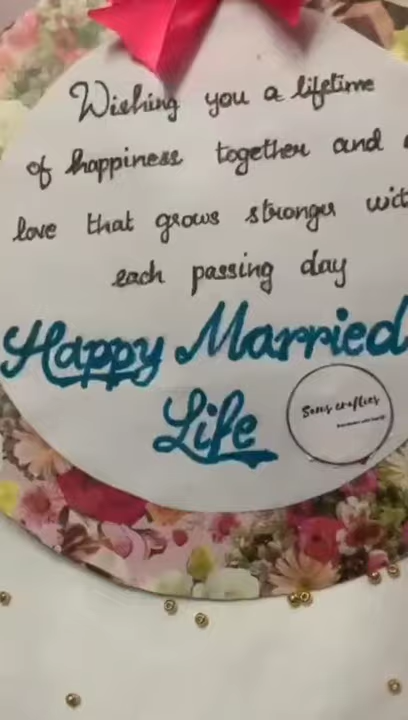 Wishing you a lifetime
of happiness together and
love that grows stronger
each passing day
Happy Married
Life